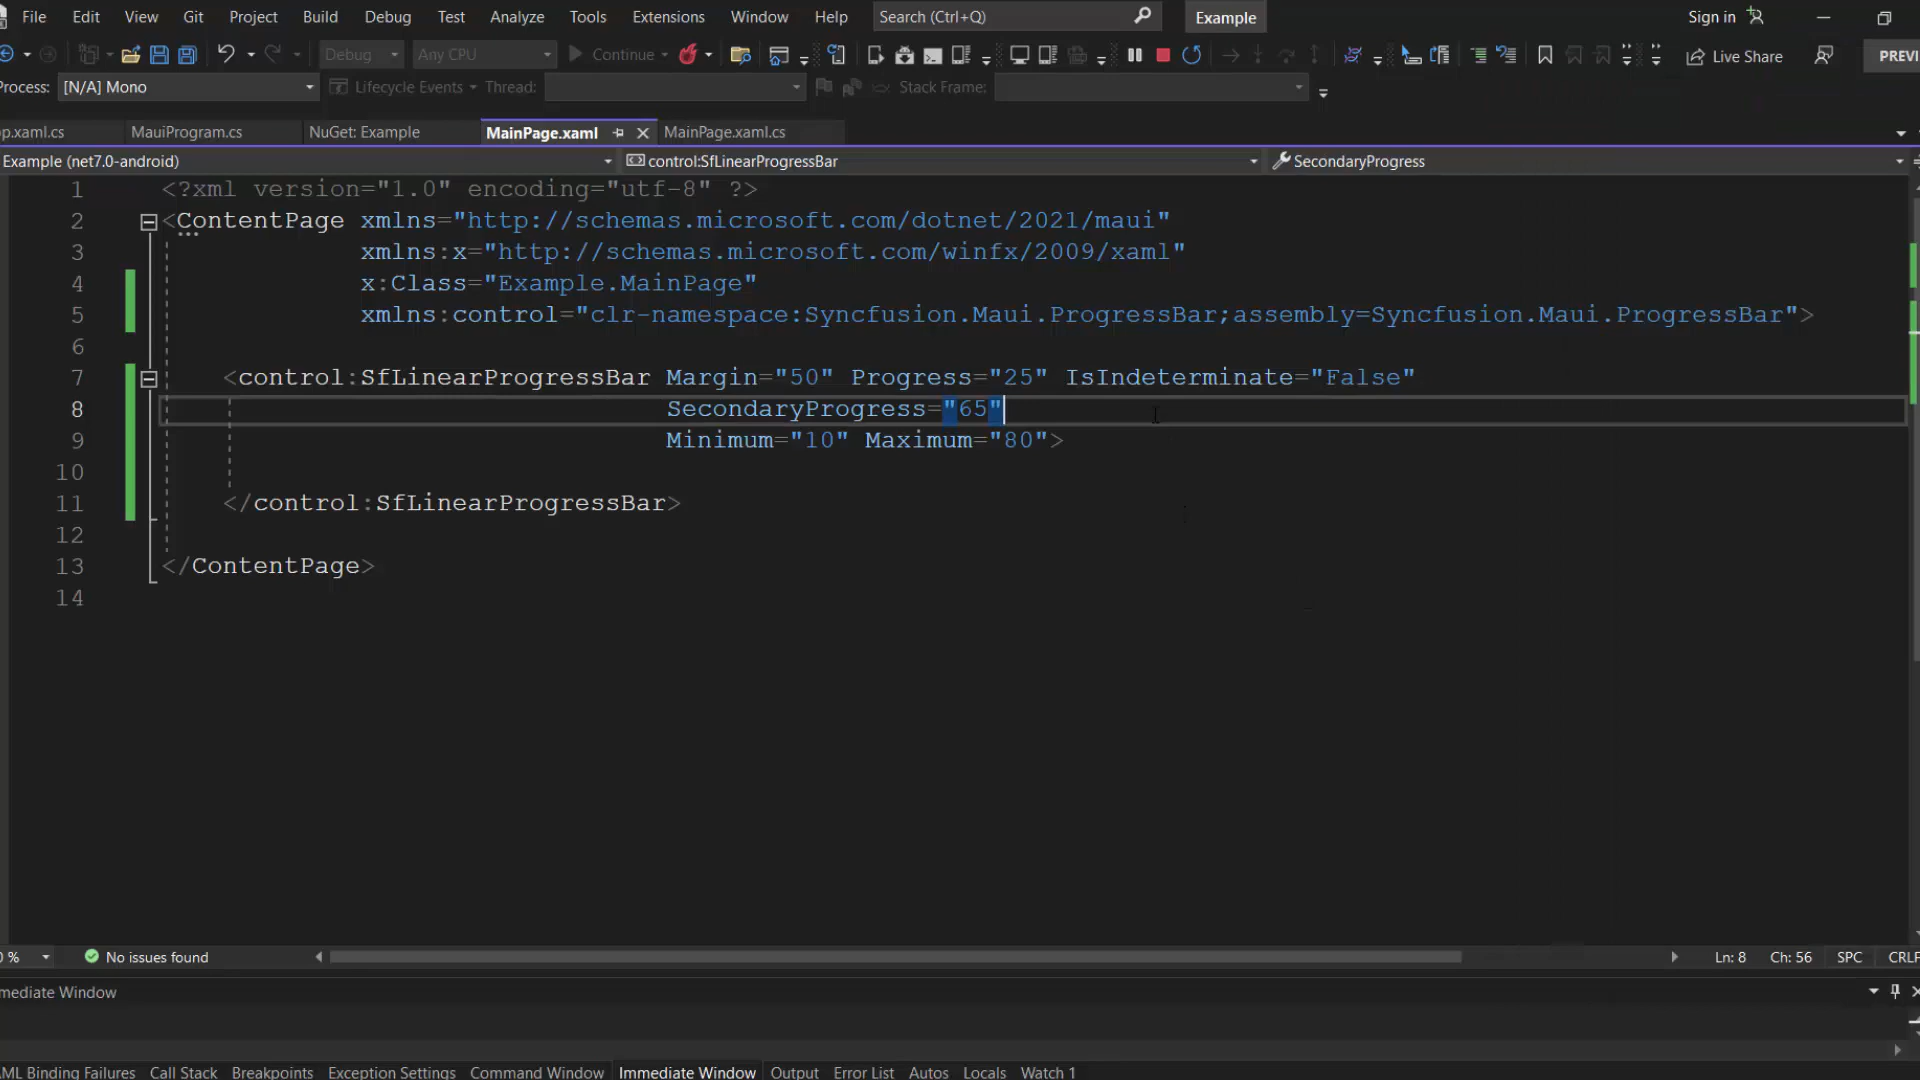 File Edit View Git Project Build Debug Test Analyze Tools Extensions Window Help Search (Ctrl+Q) Example Sign in
Debug Any CPU Continue Live Share PREVI
Process: [N/A] Mono Lifecycle Events Thread: Stack Frame:
p.xaml.cs MauiProgram.cs NuGet: Example MainPage.xaml MainPage.xaml.cs
Example (net7.0-android) control:SfLinearProgressBar SecondaryProgress
1 <?xml version="1.0" encoding="utf-8" ?>
2 <ContentPage xmlns="http://schemas.microsoft.com/dotnet/2021/maui"
3 xmlns:x="http://schemas.microsoft.com/winfx/2009/xaml"
4 x:Class="Example.MainPage"
5 xmlns:control="clr-namespace:Syncfusion.Maui.ProgressBar;assembly=Syncfusion.Maui.ProgressBar">
6
7 <control:SfLinearProgressBar Margin="50" Progress="25" IsIndeterminate="False"
8 SecondaryProgress="65"
9 Minimum="10" Maximum="80">
10
11 </control:SfLinearProgressBar>
12
13 </ContentPage>
14
0 % No issues found Ln: 8 Ch: 56 SPC CRLF
mediate Window
AML Binding Failures Call Stack Breakpoints Exception Settings Command Window Immediate Window Output Error List Autos Locals Watch 1